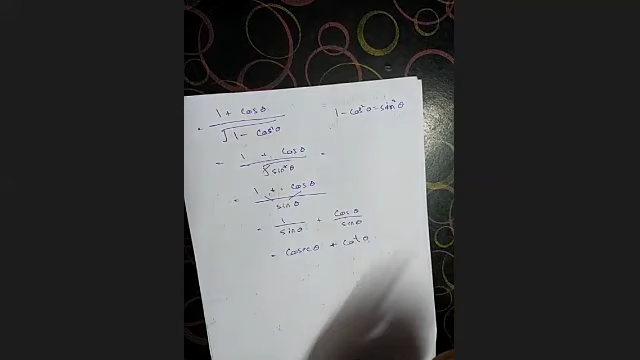 = 1 + cosθ / √1 - cos²θ    1 - cos²θ = sin²θ
= 1 + cosθ / √sin²θ =
= 1 + cosθ / sinθ
= 1/sinθ + cosθ/sinθ
= cosecθ + cotθ